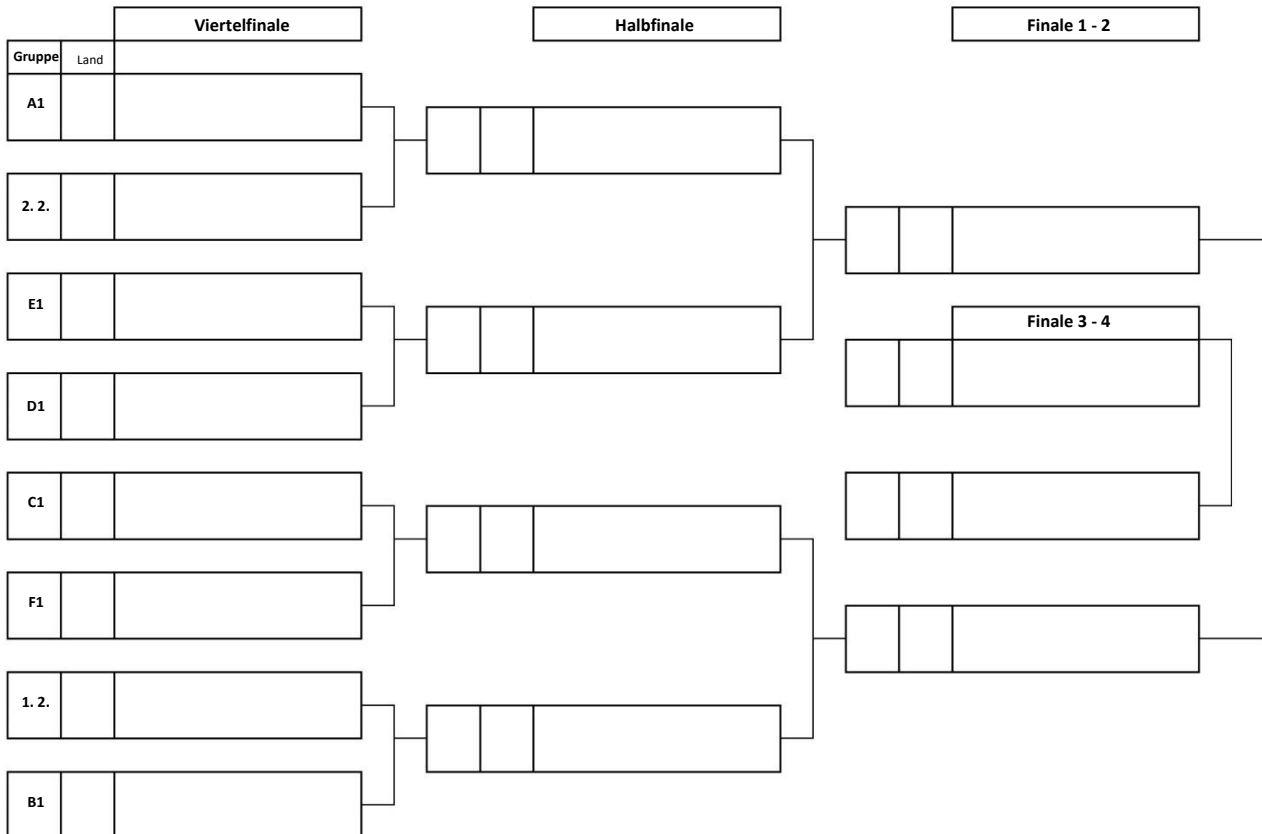 Viertelfinale
Halbfinale
Finale 1 - 2
Gruppe Land
A1
2. 2.
E1
Finale 3 - 4
D1
C1
F1
1. 2.
B1